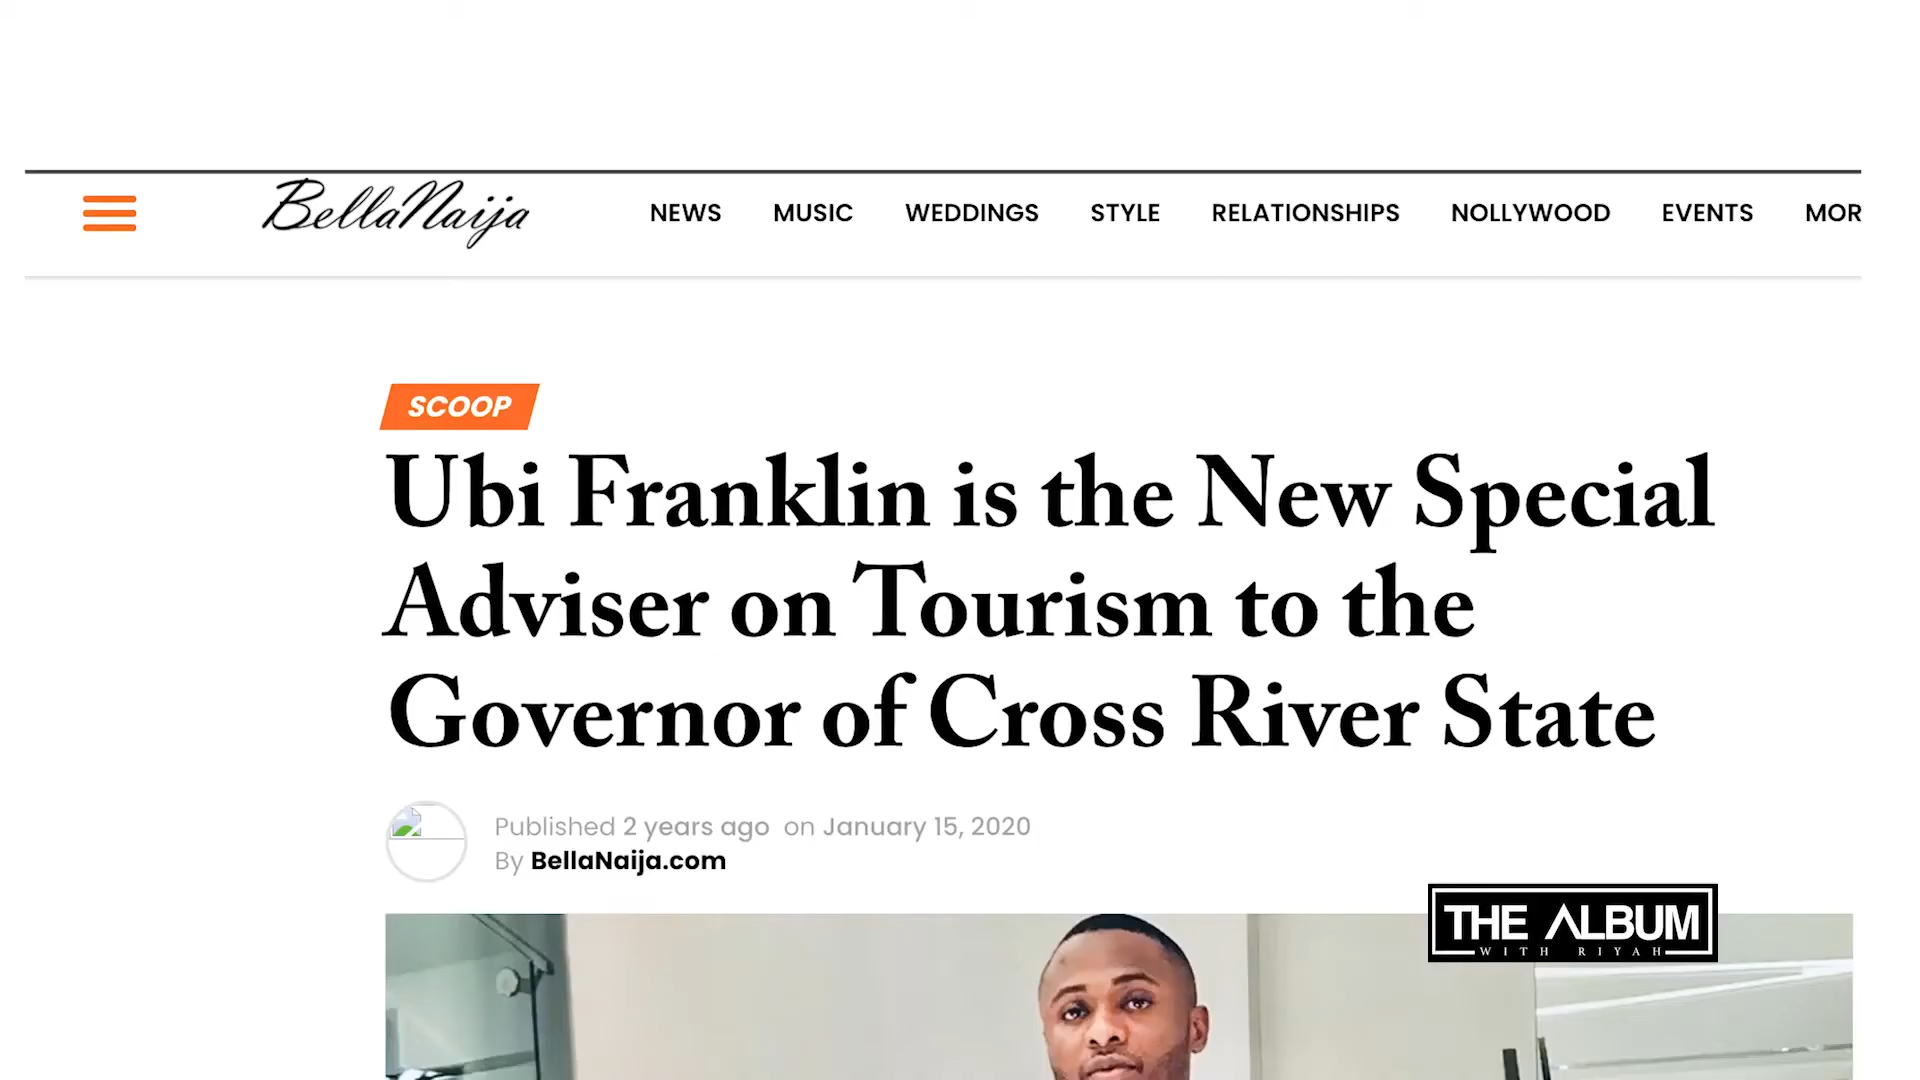 BellaNaija
NEWS MUSIC WEDDINGS STYLE RELATIONSHIPS NOLLYWOOD EVENTS MOR
SCOOP
Ubi Franklin is the New Special
Adviser on Tourism to the
Governor of Cross River State
Published 2 years ago on January 15, 2020
By BellaNaija.com
THE ALBUM
WITH RIYAH